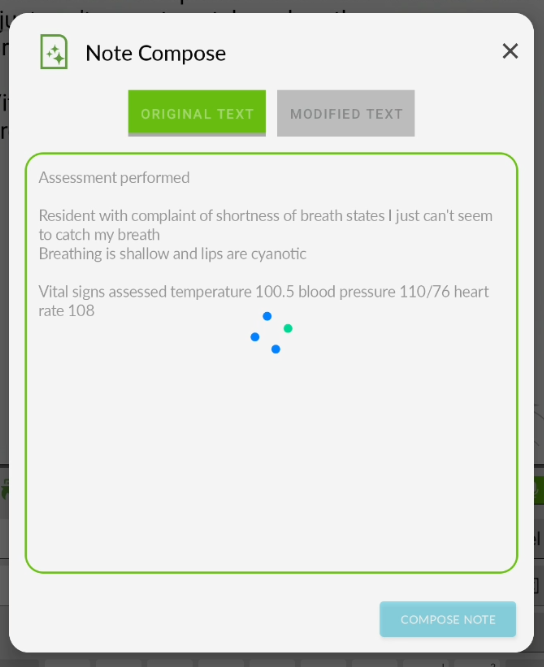 Note Compose
ORIGINAL TEXT
MODIFIED TEXT
Assessment performed
Resident with complaint of shortness of breath states I just can't seem
to catch my breath
Breathing is shallow and lips are cyanotic
Vital signs assessed temperature 100.5 blood pressure 110/76 heart
rate 108
COMPOSE NOTE